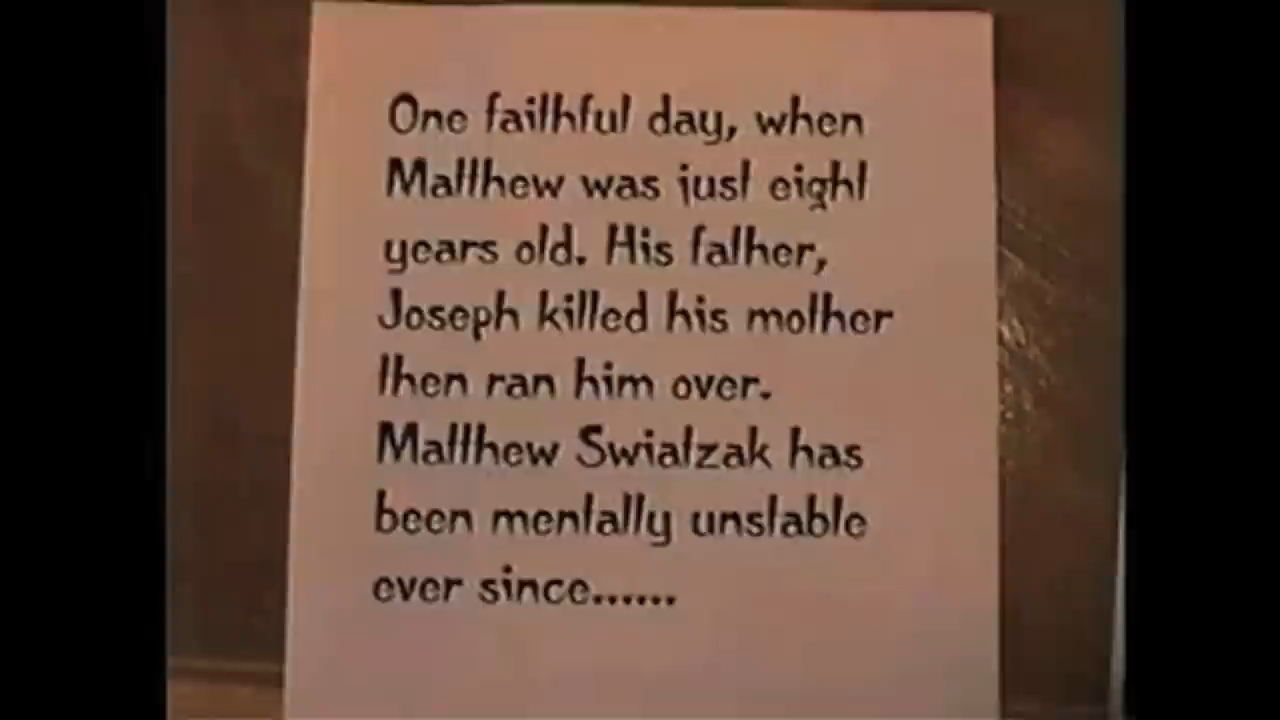 One faithful day, when
Matthew was just eight
years old. His father,
Joseph killed his mother
then ran him over.
Matthew Swiatzak has
been mentally unstable
ever since......